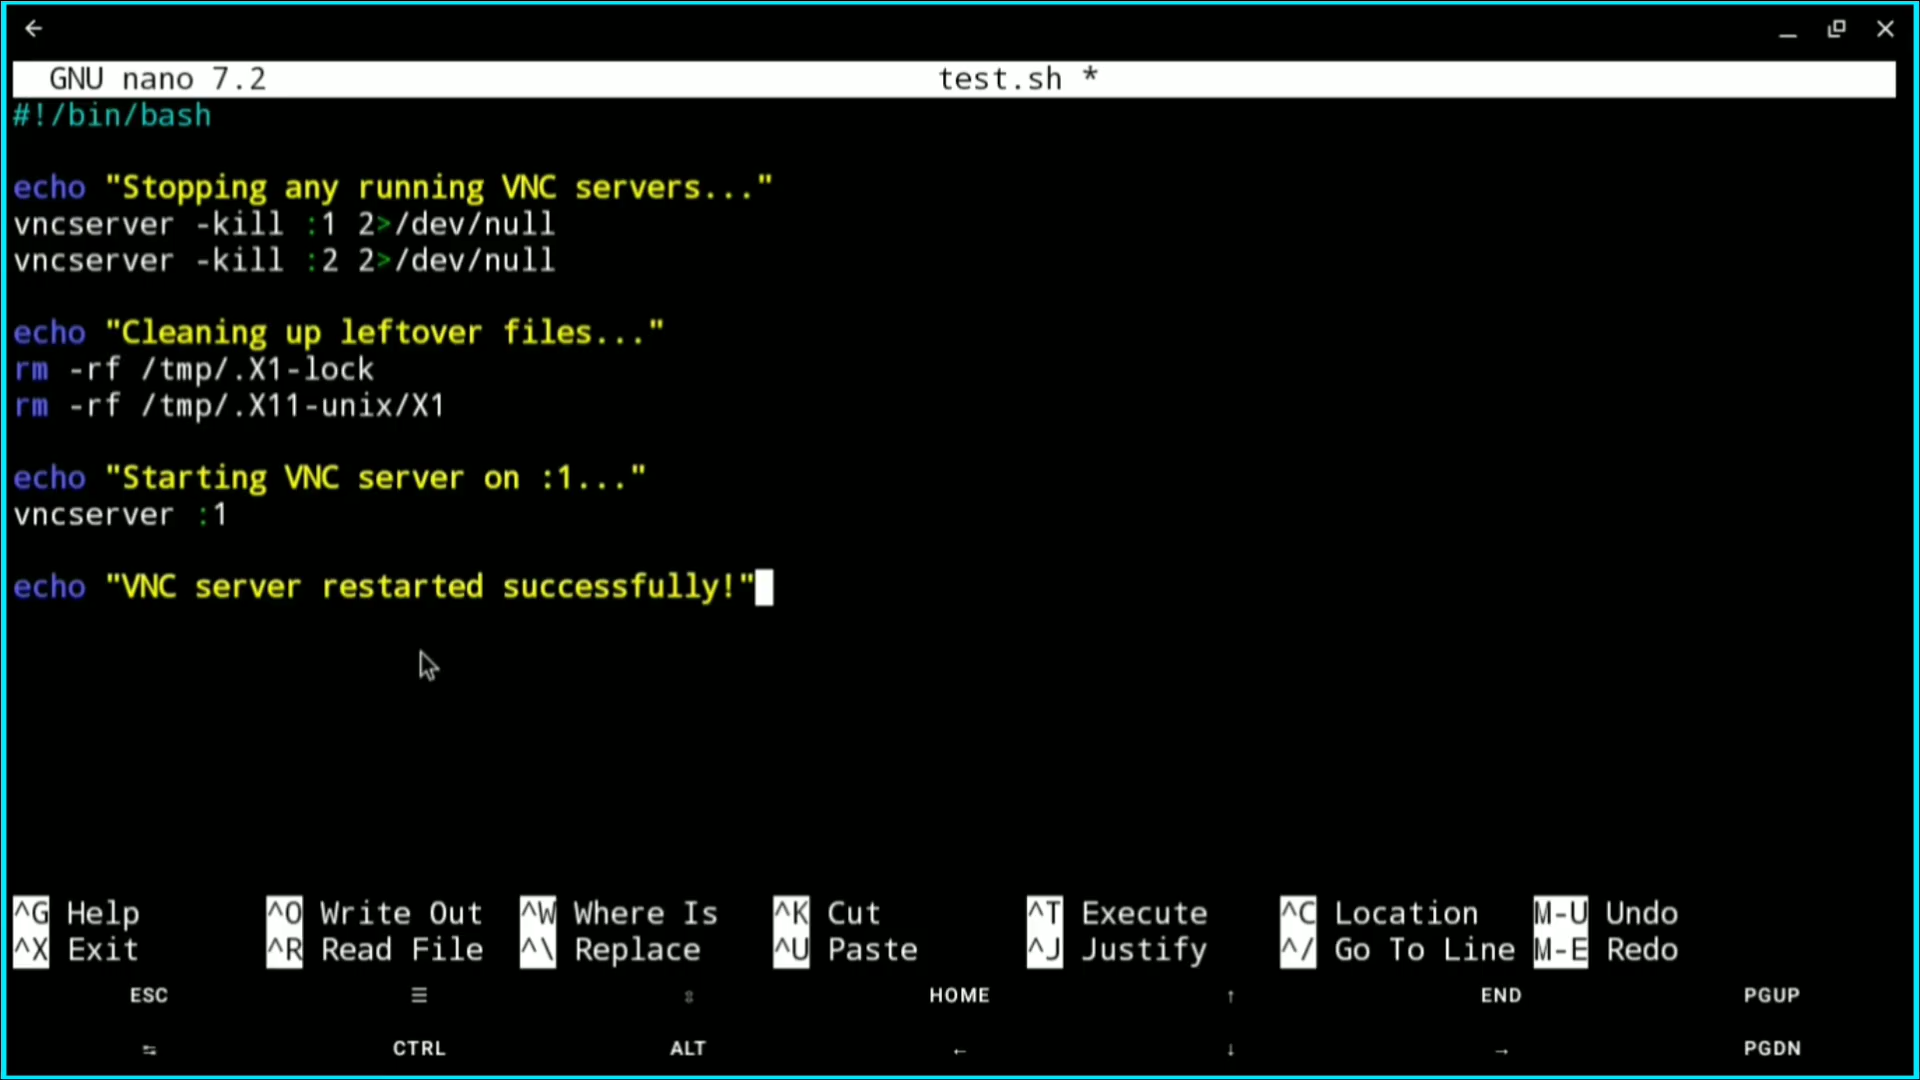 GNU nano 7.2 test.sh *
#!/bin/bash
echo "Stopping any running VNC servers..."
vncserver -kill :1 2>/dev/null
vncserver -kill :2 2>/dev/null
echo "Cleaning up leftover files..."
rm -rf /tmp/.X1-lock
rm -rf /tmp/.X11-unix/X1
echo "Starting VNC server on :1..."
vncserver :1
echo "VNC server restarted successfully!"
^G Help ^O Write Out ^W Where Is ^K Cut ^T Execute ^C Location M-U Undo
^X Exit ^R Read File ^\ Replace ^U Paste ^J Justify ^/ Go To Line M-E Redo
ESC ☰ ⇳ HOME ↑ END PGUP
⇆ CTRL ALT ← ↓ → PGDN